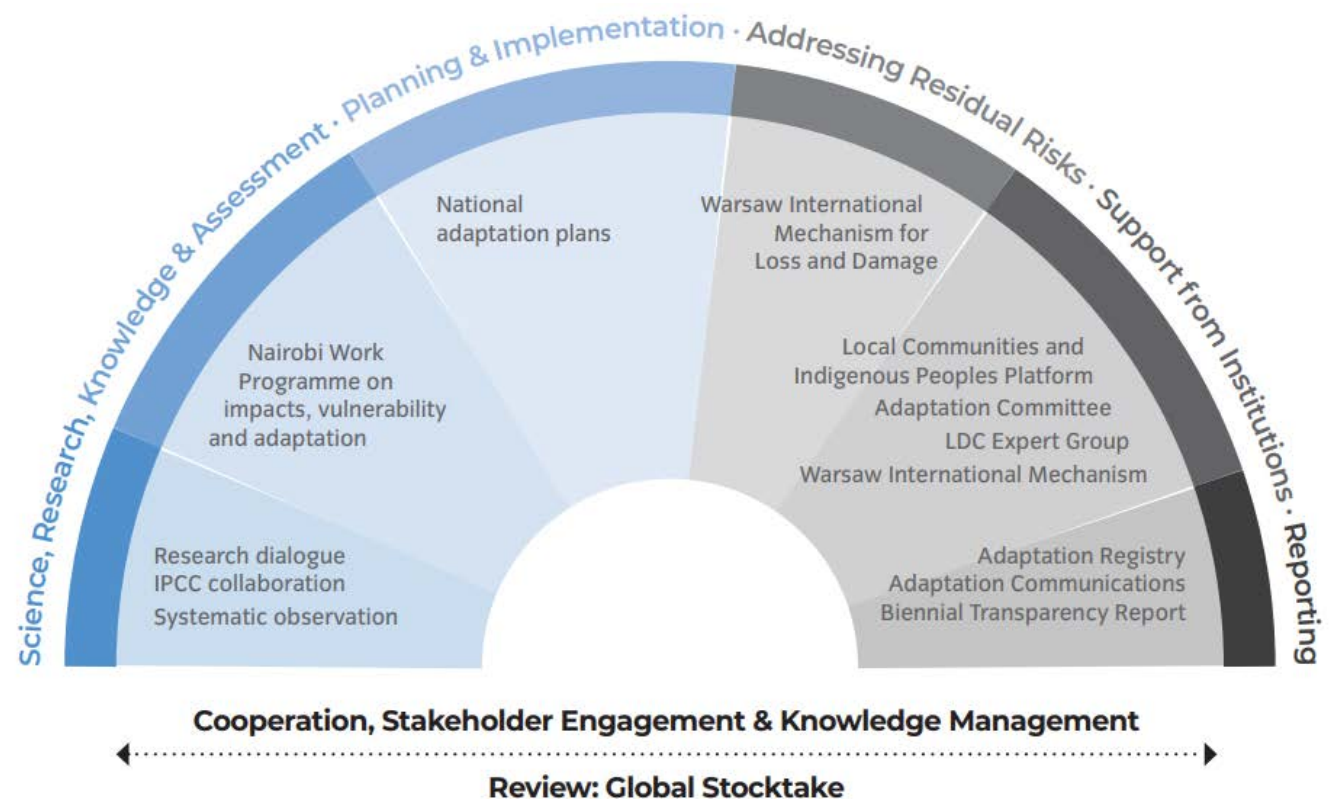 Science, Research, Knowledge & Assessment · Planning & Implementation · Addressing Residual Risks · Support from Institutions · Reporting
National
adaptation plans
Warsaw International
Mechanism for
Loss and Damage
Nairobi Work
Programme on
impacts, vulnerability
and adaptation
Local Communities and
Indigenous Peoples Platform
Adaptation Committee
LDC Expert Group
Warsaw International Mechanism
Research dialogue
IPCC collaboration
Systematic observation
Adaptation Registry
Adaptation Communications
Biennial Transparency Report
Cooperation, Stakeholder Engagement & Knowledge Management
Review: Global Stocktake